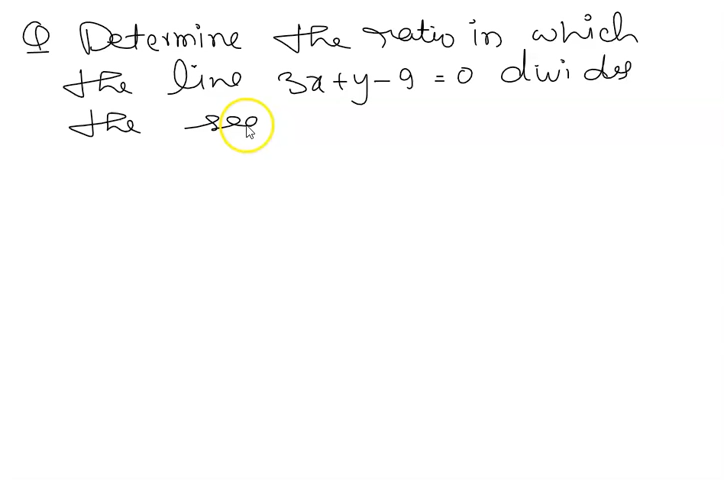 Q Determine the ratio in which
the line 3x+y-9=0 divides
the seg